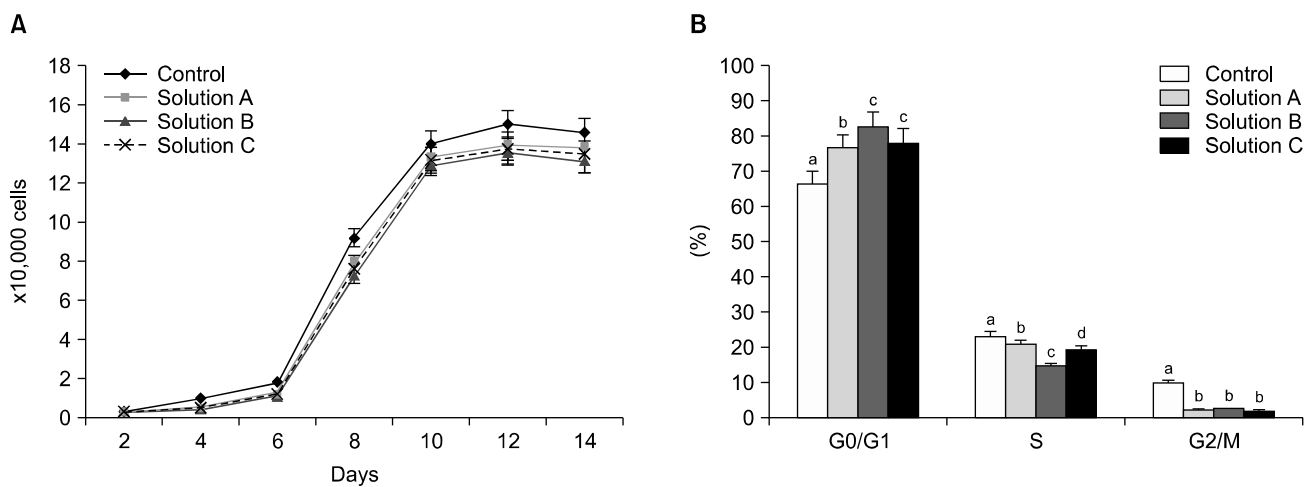 A
18
16
14
12
10
8
6
4
2
0
x10,000 cells
Control
Solution A
Solution B
Solution C
2 4 6 8 10 12 14
Days
B
100
90
80
70
60
50
40
30
20
10
0
(%)
Control
Solution A
Solution B
Solution C
a b c c
a b c d
a b b b
G0/G1 S G2/M